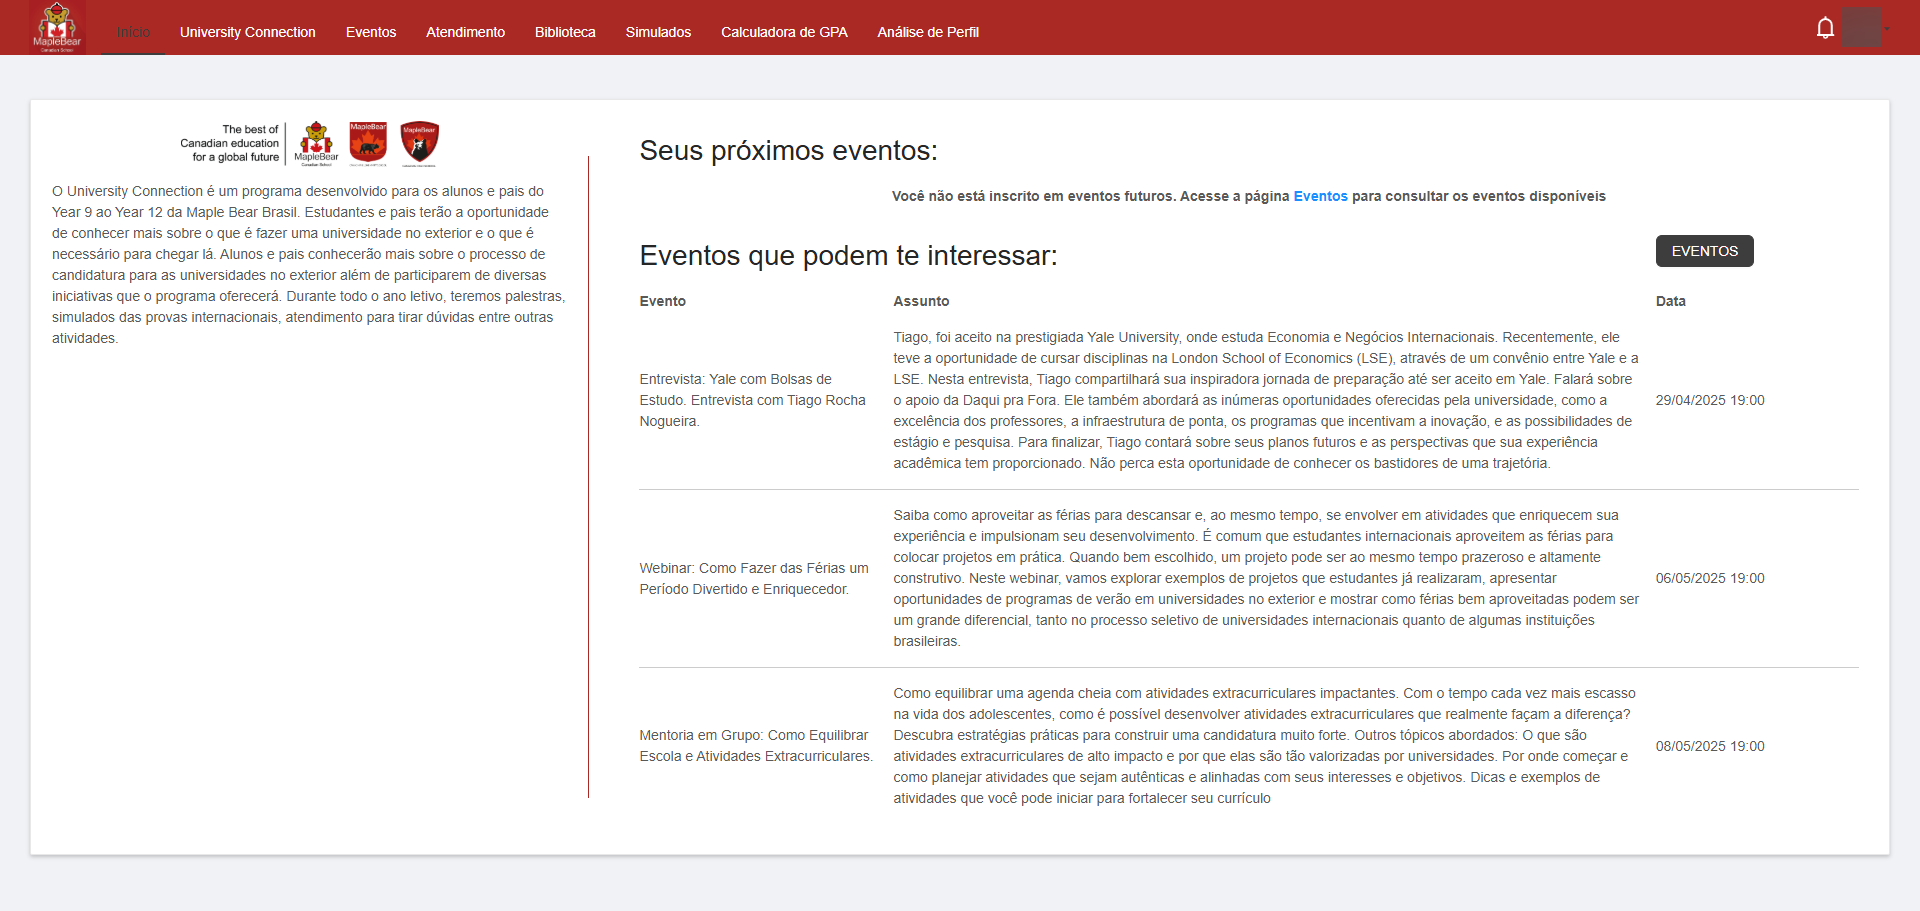 MapleBear
Canadian School
Início
University Connection
Eventos
Atendimento
Biblioteca
Simulados
Calculadora de GPA
Análise de Perfil
The best of
Canadian education
for a global future
MapleBear
Canadian School
MapleBear
MapleBear
O University Connection é um programa desenvolvido para os alunos e pais do
Year 9 ao Year 12 da Maple Bear Brasil. Estudantes e pais terão a oportunidade
de conhecer mais sobre o que é fazer uma universidade no exterior e o que é
necessário para chegar lá. Alunos e pais conhecerão mais sobre o processo de
candidatura para as universidades no exterior além de participarem de diversas
iniciativas que o programa oferecerá. Durante todo o ano letivo, teremos palestras,
simulados das provas internacionais, atendimento para tirar dúvidas entre outras
atividades.
Seus próximos eventos:
Você não está inscrito em eventos futuros. Acesse a página Eventos para consultar os eventos disponíveis
Eventos que podem te interessar:
EVENTOS
Evento
Assunto
Data
Entrevista: Yale com Bolsas de
Estudo. Entrevista com Tiago Rocha
Nogueira.
Tiago, foi aceito na prestigiada Yale University, onde estuda Economia e Negócios Internacionais. Recentemente, ele
teve a oportunidade de cursar disciplinas na London School of Economics (LSE), através de um convênio entre Yale e a
LSE. Nesta entrevista, Tiago compartilhará sua inspiradora jornada de preparação até ser aceito em Yale. Falará sobre
o apoio da Daqui pra Fora. Ele também abordará as inúmeras oportunidades oferecidas pela universidade, como a
excelência dos professores, a infraestrutura de ponta, os programas que incentivam a inovação, e as possibilidades de
estágio e pesquisa. Para finalizar, Tiago contará sobre seus planos futuros e as perspectivas que sua experiência
acadêmica tem proporcionado. Não perca esta oportunidade de conhecer os bastidores de uma trajetória.
29/04/2025 19:00
Webinar: Como Fazer das Férias um
Período Divertido e Enriquecedor.
Saiba como aproveitar as férias para descansar e, ao mesmo tempo, se envolver em atividades que enriquecem sua
experiência e impulsionam seu desenvolvimento. É comum que estudantes internacionais aproveitem as férias para
colocar projetos em prática. Quando bem escolhido, um projeto pode ser ao mesmo tempo prazeroso e altamente
construtivo. Neste webinar, vamos explorar exemplos de projetos que estudantes já realizaram, apresentar
oportunidades de programas de verão em universidades no exterior e mostrar como férias bem aproveitadas podem ser
um grande diferencial, tanto no processo seletivo de universidades internacionais quanto de algumas instituições
brasileiras.
06/05/2025 19:00
Mentoria em Grupo: Como Equilibrar
Escola e Atividades Extracurriculares.
Como equilibrar uma agenda cheia com atividades extracurriculares impactantes. Com o tempo cada vez mais escasso
na vida dos adolescentes, como é possível desenvolver atividades extracurriculares que realmente façam a diferença?
Descubra estratégias práticas para construir uma candidatura muito forte. Outros tópicos abordados: O que são
atividades extracurriculares de alto impacto e por que elas são tão valorizadas por universidades. Por onde começar e
como planejar atividades que sejam autênticas e alinhadas com seus interesses e objetivos. Dicas e exemplos de
atividades que você pode iniciar para fortalecer seu currículo
08/05/2025 19:00